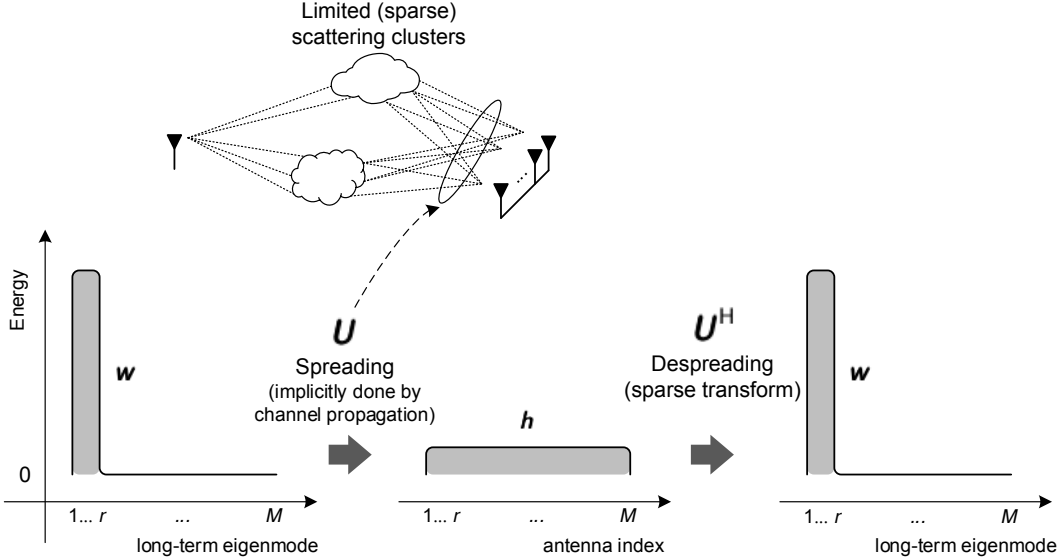 Limited (sparse)
scattering clusters
...
Energy
0
w
1... r ... M
long-term eigenmode
U
Spreading
(implicitly done by
channel propagation)
h
1... r ... M
antenna index
U^H
Despreading
(sparse transform)
w
1... r ... M
long-term eigenmode